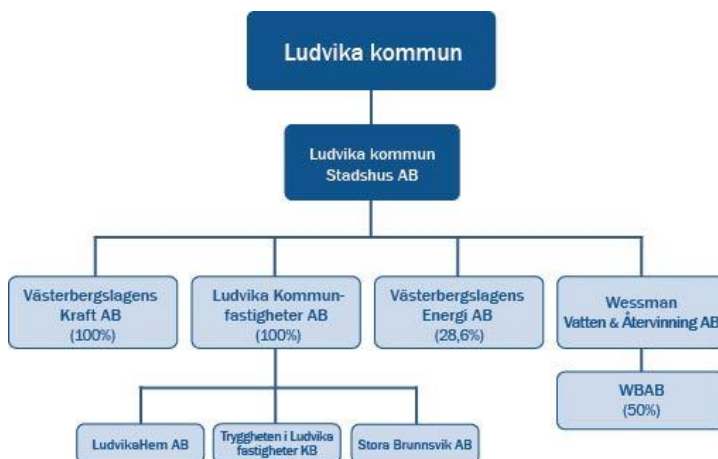 Ludvika kommun
Ludvika kommun
Stadshus AB
Västerbergslagens
Kraft AB
(100%)
Ludvika Kommun-
fastigheter AB
(100%)
Västerbergslagens
Energi AB
(28,6%)
Wessman
Vatten & Återvinning AB
WBAB
(50%)
LudvikaHem AB
Tryggheten i Ludvika
fastigheter KB
Stora Brunnsvik AB